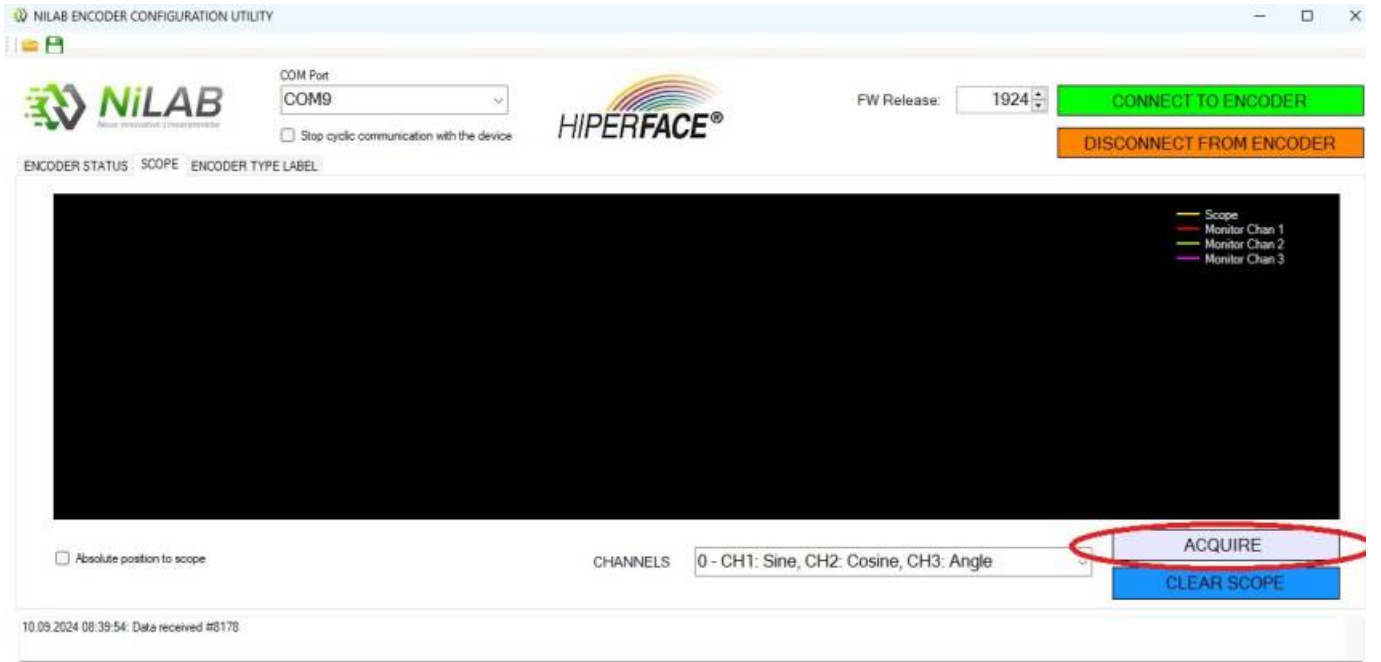 NILAB ENCODER CONFIGURATION UTILITY
COM Port
NiLAB
COM9
HIPERFACE®
FW Release: 1924
CONNECT TO ENCODER
Stop cyclic communication with the device
DISCONNECT FROM ENCODER
ENCODER STATUS SCOPE ENCODER TYPE LABEL
Scope
Monitor Chan 1
Monitor Chan 2
Monitor Chan 3
Absolute position to scope
CHANNELS 0 - CH1: Sine, CH2: Cosine, CH3: Angle
ACQUIRE
CLEAR SCOPE
10.09.2024 08:39:54: Data received #8178